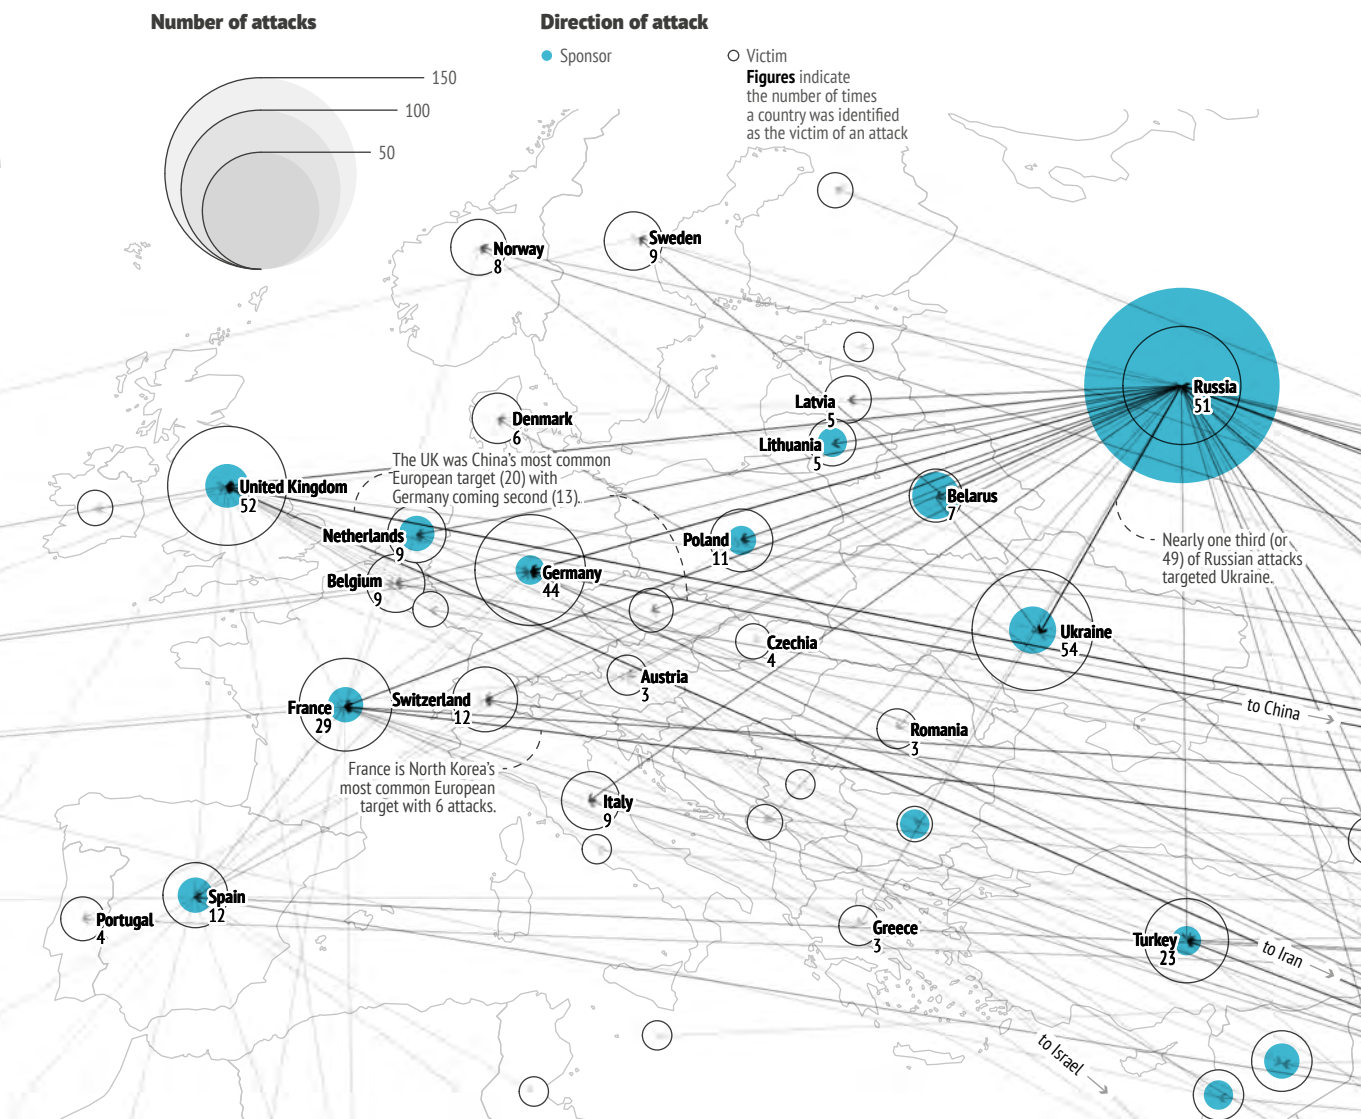 Number of attacks
150
100
50
Direction of attack
Sponsor
Victim
Figures indicate
the number of times
a country was identified
as the victim of an attack
Norway
8
Sweden
9
Russia
51
Latvia
5
Denmark
6
Lithuania
5
The UK was China's most common
European target (20) with
Germany coming second (13).
United Kingdom
52
Belarus
7
Netherlands
9
Poland
11
Nearly one third (or
49) of Russian attacks
targeted Ukraine.
Germany
44
Belgium
9
Ukraine
54
Czechia
4
Austria
3
Switzerland
12
France
29
to China
Romania
3
France is North Korea's
most common European
target with 6 attacks.
Italy
9
Spain
12
Portugal
4
Greece
3
Turkey
23
to Iran
to Israel